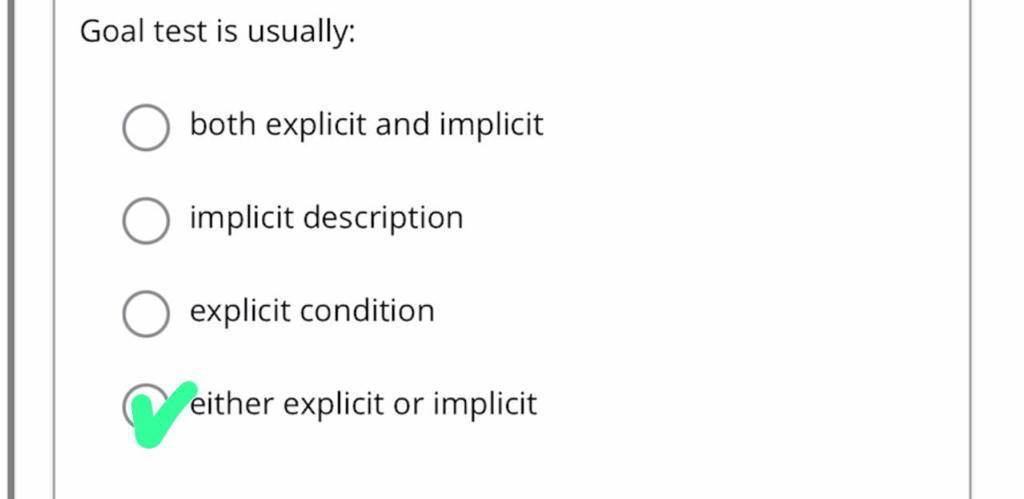 Goal test is usually:
both explicit and implicit
implicit description
explicit condition
either explicit or implicit